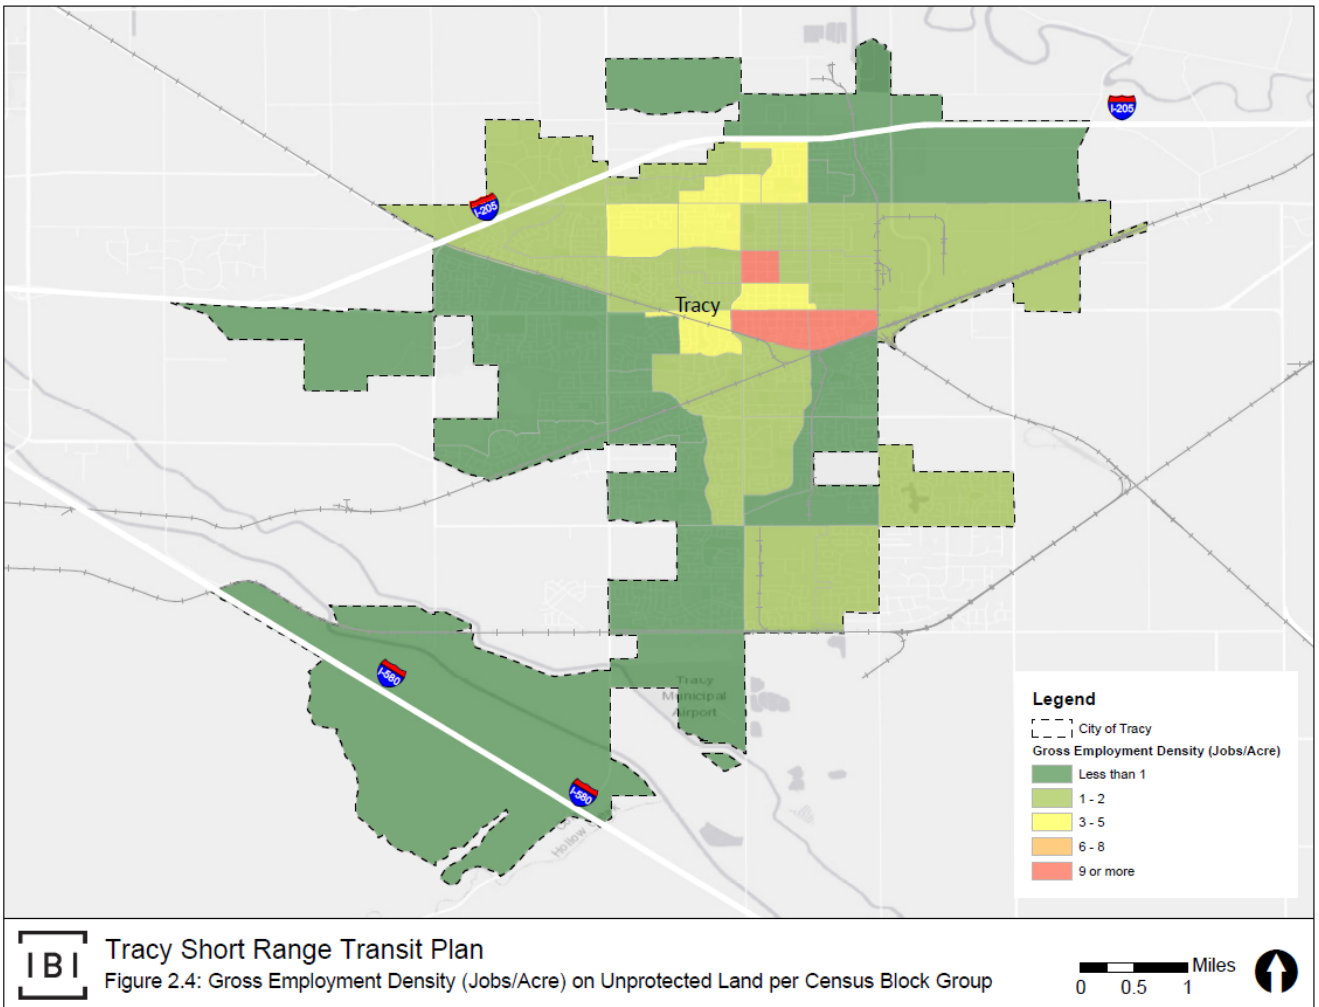 I-205
I-205
Tracy
Tracy
Municipal
Airport
I-580
I-580
Hollow
Legend
City of Tracy
Gross Employment Density (Jobs/Acre)
Less than 1
1 - 2
3 - 5
6 - 8
9 or more
IBI
Tracy Short Range Transit Plan
Figure 2.4: Gross Employment Density (Jobs/Acre) on Unprotected Land per Census Block Group
Miles
0 0.5 1